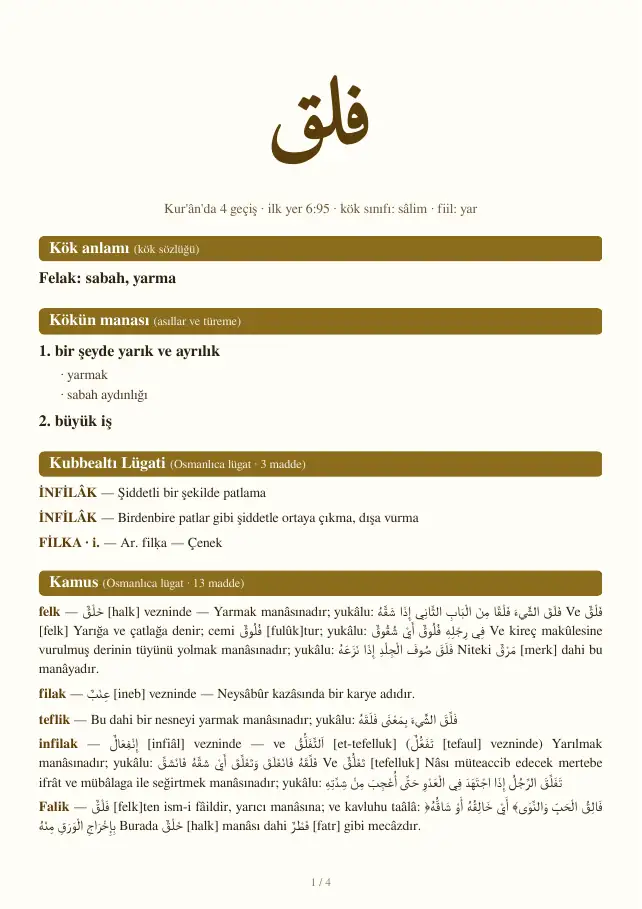 فلق
Kur'ân'da 4 geçiş · ilk yer 6:95 · kök sınıfı: sâlim · fiil: yar
Kök anlamı (kök sözlüğü)
Felak: sabah, yarma
Kökün manası (asıllar ve türeme)
1. bir şeyde yarık ve ayrılık
· yarmak
· sabah aydınlığı
2. büyük iş
Kubbealtı Lügati (Osmanlıca lügat · 3 madde)
İNFİLÂK — Şiddetli bir şekilde patlama
İNFİLÂK — Birdenbire patlar gibi şiddetle ortaya çıkma, dışa vurma
FİLKA · i. — Ar. filḳa — Çenek
Kamus (Osmanlıca lügat · 13 madde)
felk — خَلْقٌ [halk] vezninde — Yarmak manâsınadır; yukâlu: فَلَقَ الشَّيْءَ فَلْقًا مِنَ الْبَابِ الثَّانِي إِذَا شَقَّهُ Ve فَلْقٌ
[felk] Yarığa ve çatlağa denir; cemi فُلُوقٌ [fulûk]tur; yukâlu: فِي رِجْلِهِ فُلُوقٌ أَيْ شُقُوقٌ Ve kireç makûlesine
vurulmuş derinin tüyünü yolmak manâsınadır; yukâlu: فَلَقَ صُوفَ الْجِلْدِ إِذَا نَزَعَهُ Niteki مَرْقٌ [merk] dahi bu
manâyadır.
filak — عِنَبٌ [ineb] vezninde — Neysâbûr kazâsında bir karye adıdır.
teflik — Bu dahi bir nesneyi yarmak manâsınadır; yukâlu: فَلَّقَ الشَّيْءَ بِمَعْنَى فَلَقَهُ
infilak — إِنْفِعَالٌ [infiâl] vezninde — ve اَلتَّفَلُّقُ [et-tefelluk] (تَفَعُّلٌ [tefaul] vezninde) Yarılmak
manâsınadır; yukâlu: فَلَّقَهُ فَانْفَلَقَ وَتَفَلَّقَ أَيْ شَقَّهُ فَانْشَقَّ Ve تَفَلُّقٌ [tefelluk] Nâsı müteaccib edecek mertebe
ifrât ve mübâlaga ile seğirtmek manâsınadır; yukâlu: تَفَلَّقَ الرَّجُلُ إِذَا اجْتَهَدَ فِي الْعَدْوِ حَتَّى أُعْجِبَ مِنْ شِدَّتِهِ
Falik — فَلْقٌ [felk]ten ism-i fâildir, yarıcı manâsına; ve kavluhu taâlâ: ﴿فَالِقُ الْحَبِّ وَالنَّوَى﴾ أَيْ خَالِقُهُ أَوْ شَاقُّهُ
بِإِخْرَاجِ الْوَرَقِ مِنْهُ Burada خَلْقٌ [halk] manâsı dahi فَطْرٌ [fatr] gibi mecâzdır.
1 / 4